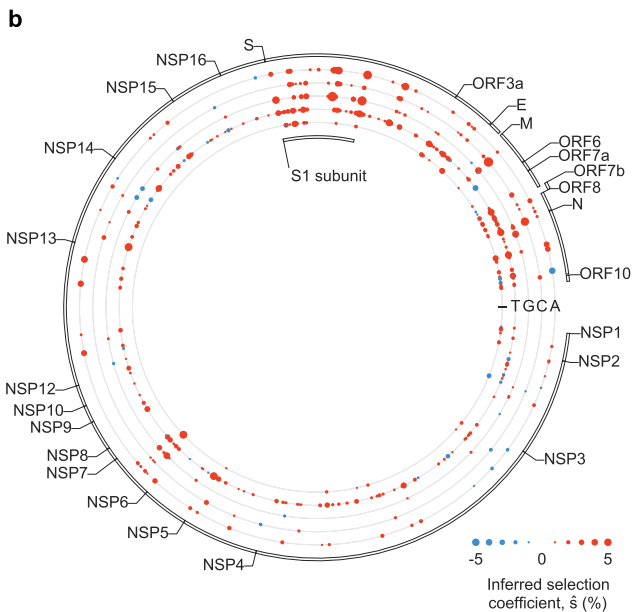 b
S
NSP16
NSP15
NSP14
NSP13
NSP12
NSP10
NSP9
NSP8
NSP7
NSP6
NSP5
NSP4
NSP3
NSP2
NSP1
ORF10
N
ORF8
ORF7b
ORF7a
ORF6
M
E
ORF3a
S1 subunit
–TGCA
-5 0 5
Inferred selection
coefficient, ŝ (%)